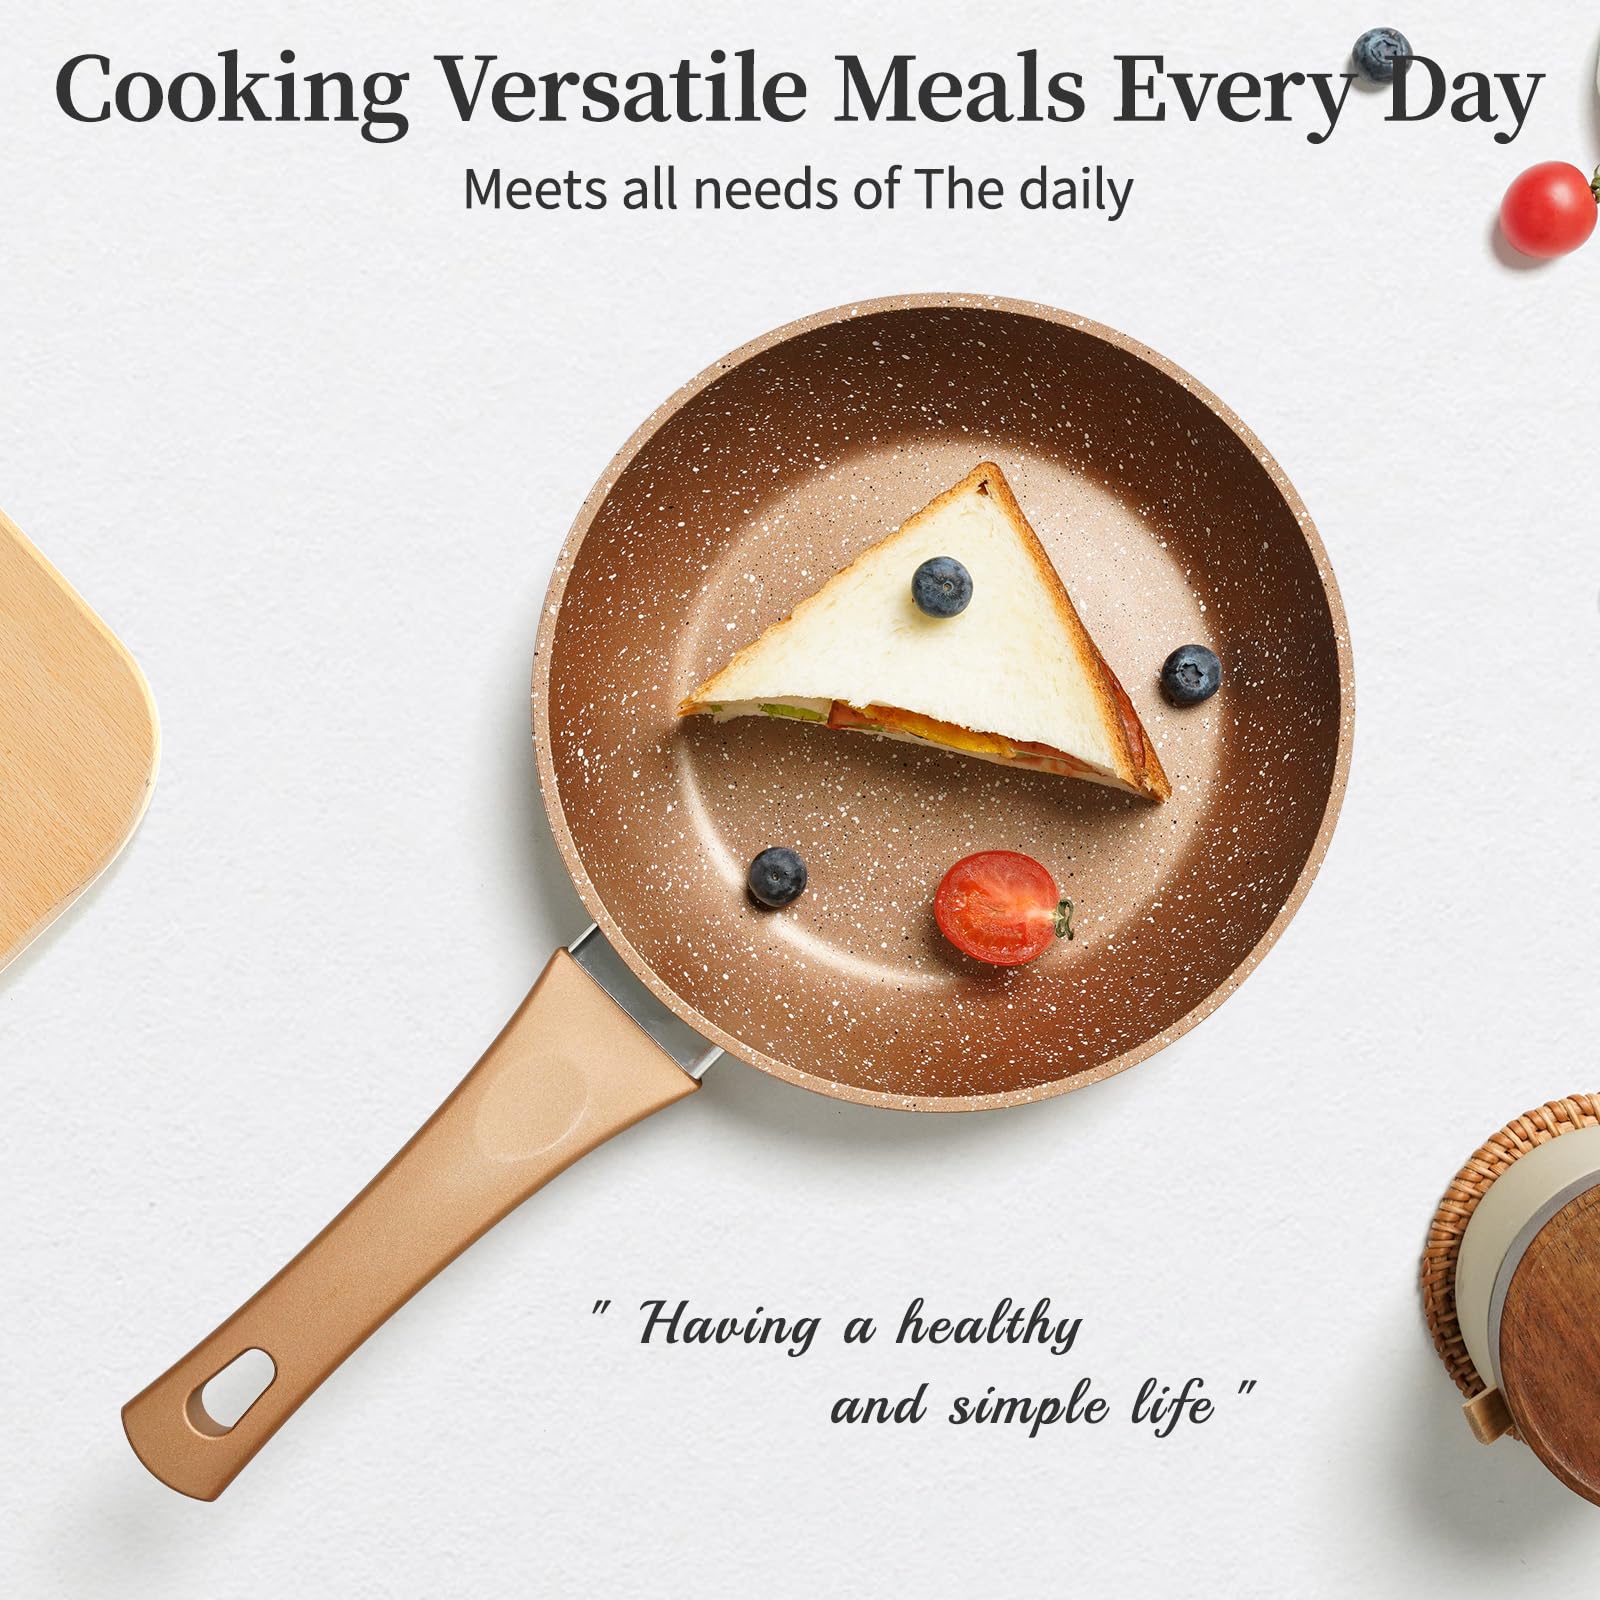 Cooking Versatile Meals Every Day
Meets all needs of The daily
" Having a healthy
and simple life "